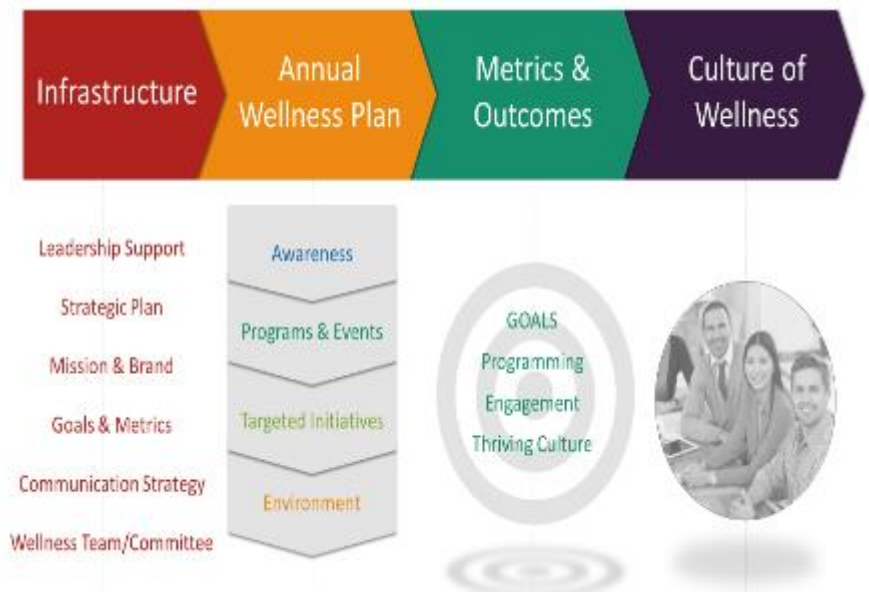 Infrastructure
Annual
Wellness Plan
Metrics &
Outcomes
Culture of
Wellness
Leadership Support
Strategic Plan
Mission & Brand
Goals & Metrics
Communication Strategy
Wellness Team/Committee
Awareness
Programs & Events
Targeted Initiatives
Environment
GOALS
Programming
Engagement
Thriving Culture